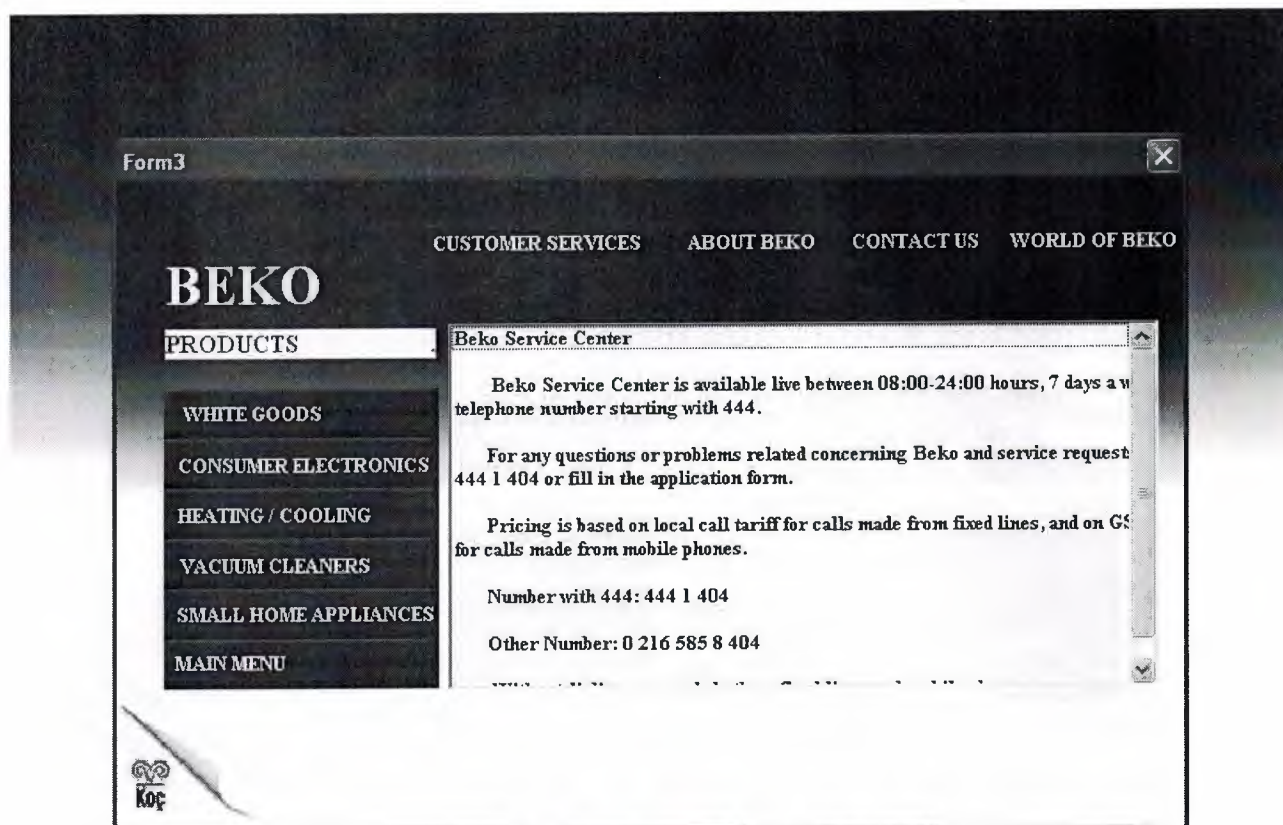 Form3
CUSTOMER SERVICES ABOUT BEKO CONTACT US WORLD OF BEKO
BEKO
PRODUCTS
WHITE GOODS
CONSUMER ELECTRONICS
HEATING / COOLING
VACUUM CLEANERS
SMALL HOME APPLIANCES
MAIN MENU
Beko Service Center
Beko Service Center is available live between 08:00-24:00 hours, 7 days a
telephone number starting with 444.
For any questions or problems related concerning Beko and service request
444 1 404 or fill in the application form.
Pricing is based on local call tariff for calls made from fixed lines, and on
for calls made from mobile phones.
Number with 444: 444 1 404
Other Number: 0 216 585 8 404
Koç